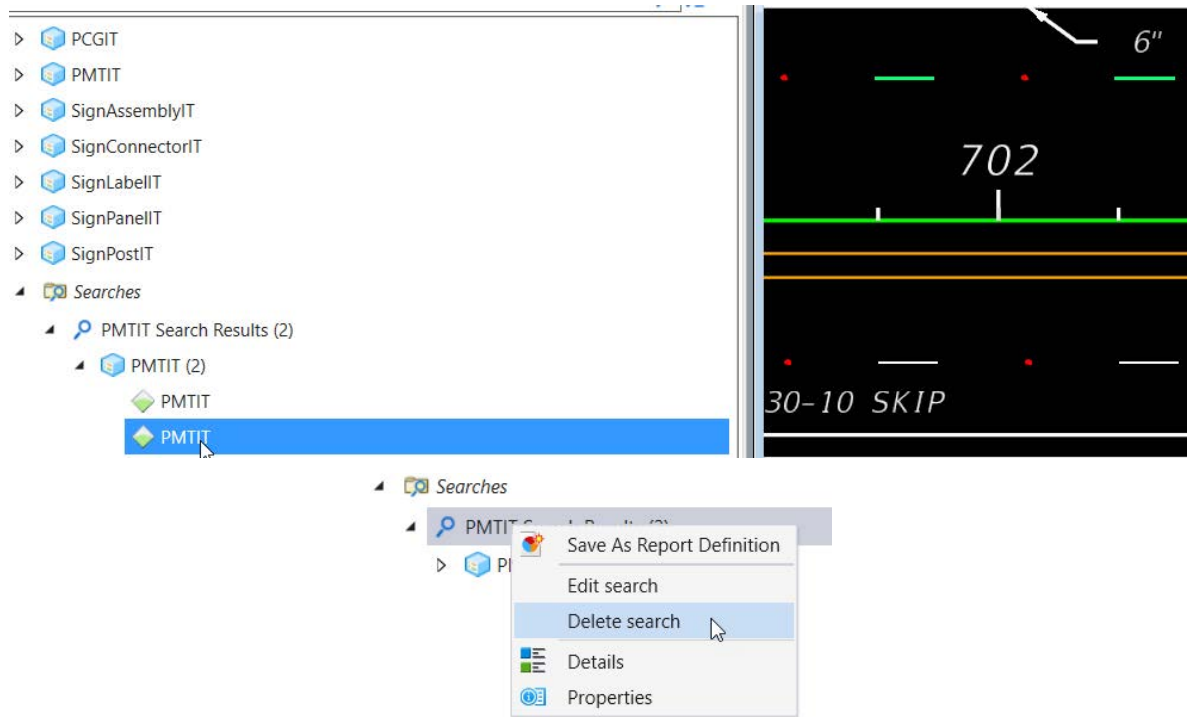 PCGIT
PMTIT
SignAssemblyIT
SignConnectorIT
SignLabelIT
SignPanelIT
SignPostIT
Searches
PMTIT Search Results (2)
PMTIT (2)
PMTIT
PMTIT
6"
702
30-10 SKIP
Searches
PMTIT
Save As Report Definition
Edit search
Delete search
Details
Properties